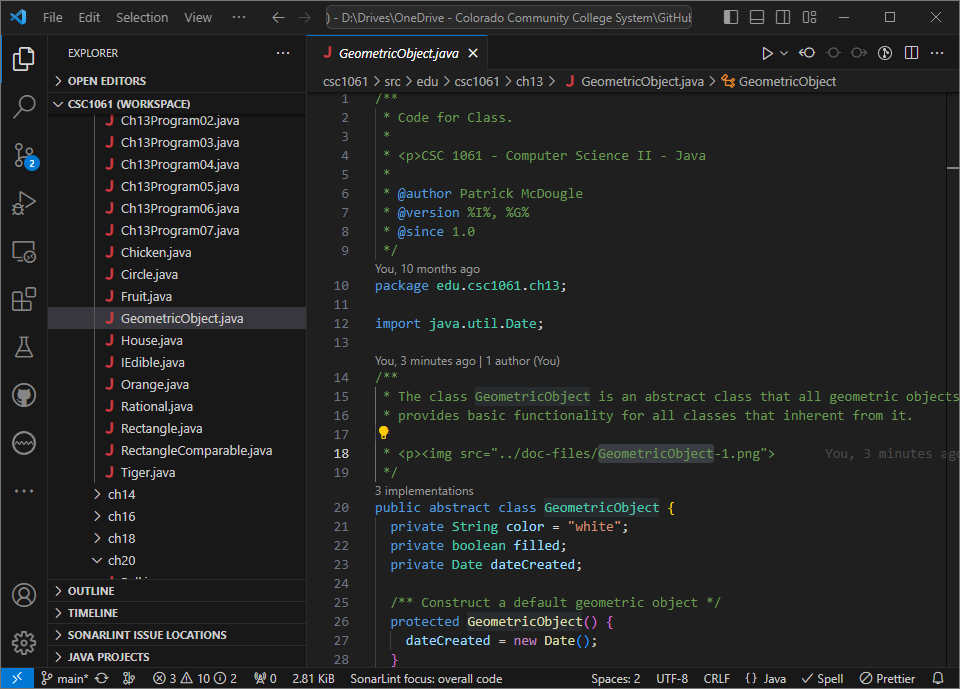 File Edit Selection View ··· ) - D:\Drives\OneDrive - Colorado Community College System\GitHub
EXPLORER
OPEN EDITORS
CSC1061 (WORKSPACE)
Ch13Program02.java
Ch13Program03.java
Ch13Program04.java
Ch13Program05.java
Ch13Program06.java
Ch13Program07.java
Chicken.java
Circle.java
Fruit.java
GeometricObject.java
House.java
IEdible.java
Orange.java
Rational.java
Rectangle.java
RectangleComparable.java
Tiger.java
ch14
ch16
ch18
ch20
OUTLINE
TIMELINE
SONARLINT ISSUE LOCATIONS
JAVA PROJECTS
2
J GeometricObject.java
csc1061 > src > edu > csc1061 > ch13 > J GeometricObject.java > GeometricObject
1 /**
2 * Code for Class.
3 *
4 * <p>CSC 1061 - Computer Science II - Java
5 *
6 * @author Patrick McDougle
7 * @version %I%, %G%
8 * @since 1.0
9 */
You, 10 months ago
10 package edu.csc1061.ch13;
11
12 import java.util.Date;
13
You, 3 minutes ago | 1 author (You)
14 /**
15 * The class GeometricObject is an abstract class that all geometric objects
16 * provides basic functionality for all classes that inherent from it.
17
18 * <p><img src="../doc-files/GeometricObject-1.png"> You, 3 minutes ago
19 */
3 implementations
20 public abstract class GeometricObject {
21 private String color = "white";
22 private boolean filled;
23 private Date dateCreated;
24
25 /** Construct a default geometric object */
26 protected GeometricObject() {
27 dateCreated = new Date();
28 }
main* 3 10 2 0 2.81 KiB SonarLint focus: overall code Spaces: 2 UTF-8 CRLF {} Java Spell Prettier